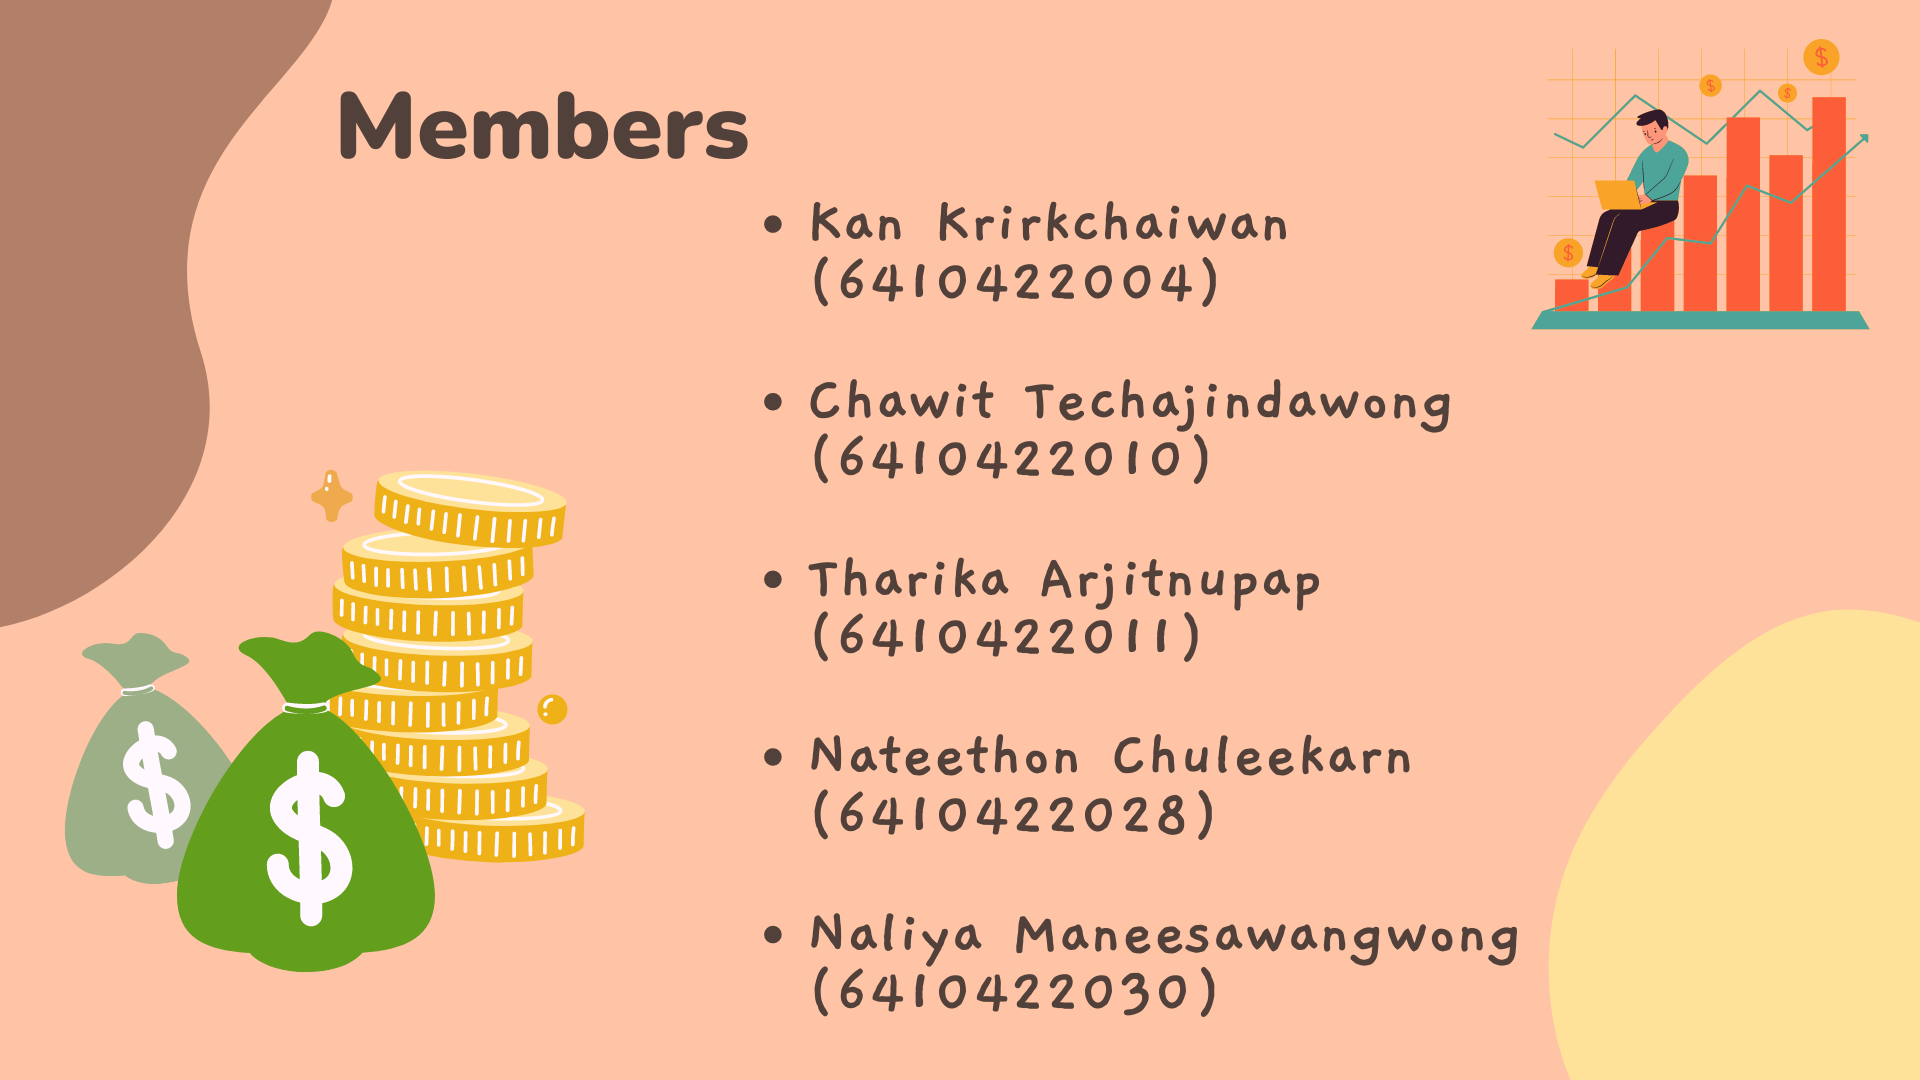 Members
• Kan Krirkchaiwan
(6410422004)
• Chawit Techajindawong
(6410422010)
• Tharika Arjitnupap
(6410422011)
• Nateethon Chuleekarn
(6410422028)
• Naliya Maneesawangwong
(6410422030)
$
$
$
$
$
$